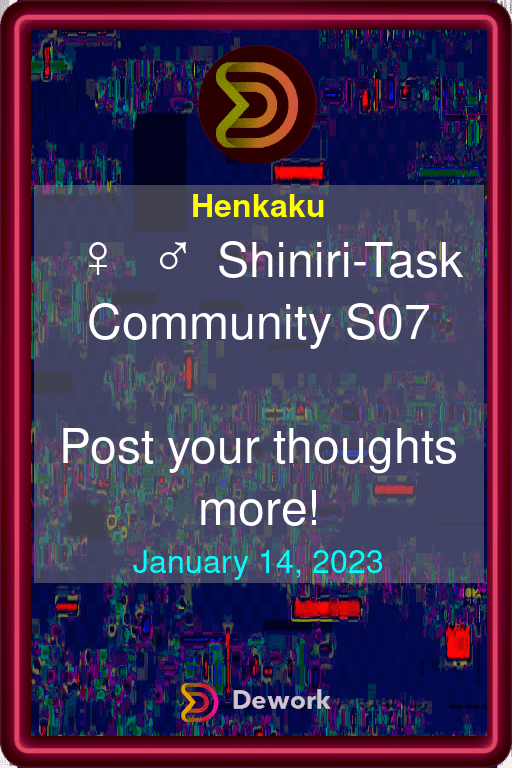 Henkaku
♀ ♂ Shiniri-Task
Community S07
Post your thoughts
more!
January 14, 2023
Dework